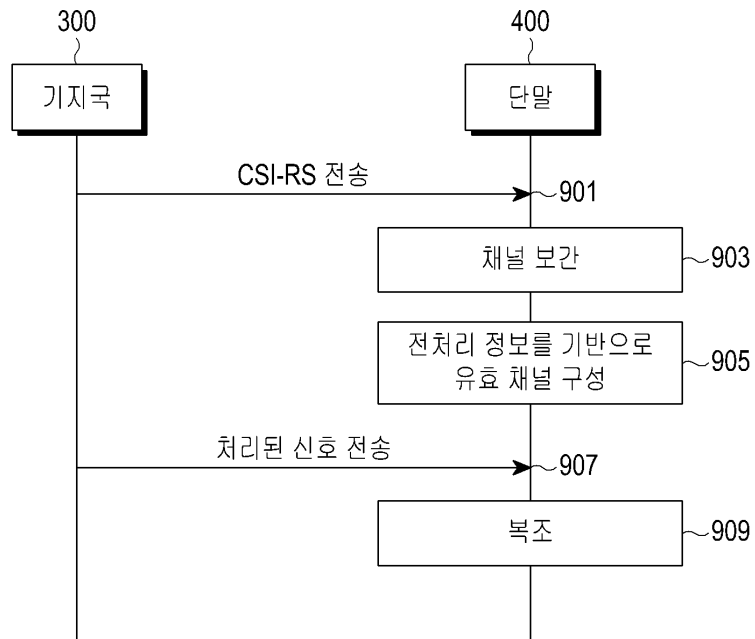 300
400
기지국
단말
CSI-RS 전송
901
채널 보간
903
전처리 정보를 기반으로
유효 채널 구성
905
처리된 신호 전송
907
복조
909